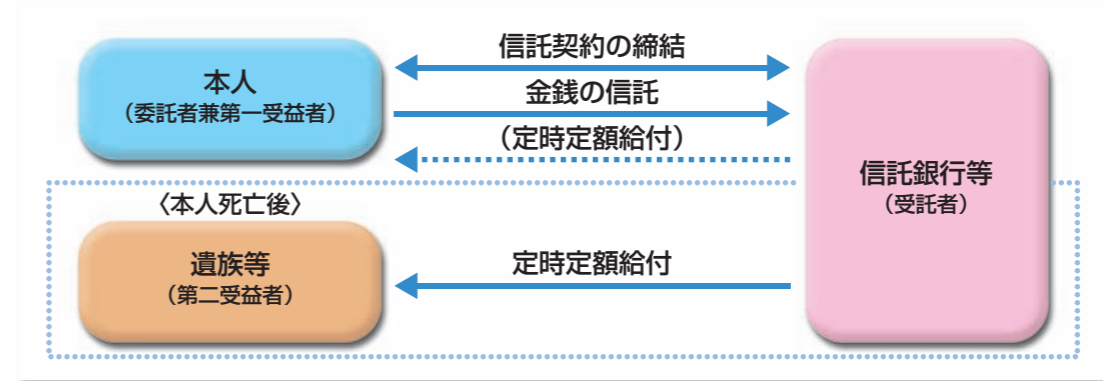 本人
(委託者兼第一受益者)
信託契約の締結
金銭の信託
(定時定額給付)
信託銀行等
(受託者)
〈本人死亡後〉
遺族等
(第二受益者)
定時定額給付